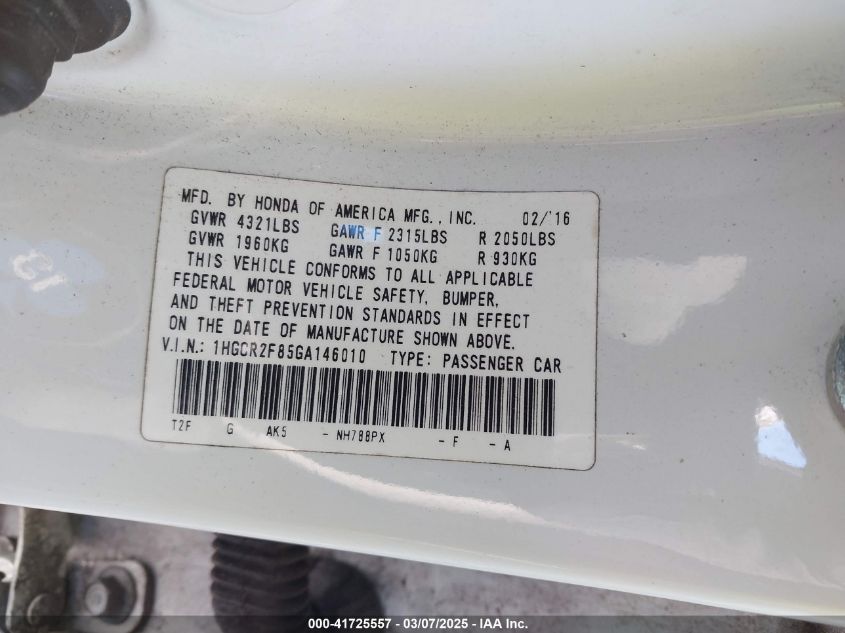 MFD. BY HONDA OF AMERICA MFG., INC. 02/'16
GVWR 4321LBS GAWR F 2315LBS R 2050LBS
GVWR 1960KG GAWR F 1050KG R 930KG
THIS VEHICLE CONFORMS TO ALL APPLICABLE
FEDERAL MOTOR VEHICLE SAFETY, BUMPER,
AND THEFT PREVENTION STANDARDS IN EFFECT
ON THE DATE OF MANUFACTURE SHOWN ABOVE.
V.I.N.: 1HGCR2F85GA146010 TYPE: PASSENGER CAR
T2F G AK5 - NH788PX - F - A
000-41725557 - 03/07/2025 - IAA Inc.